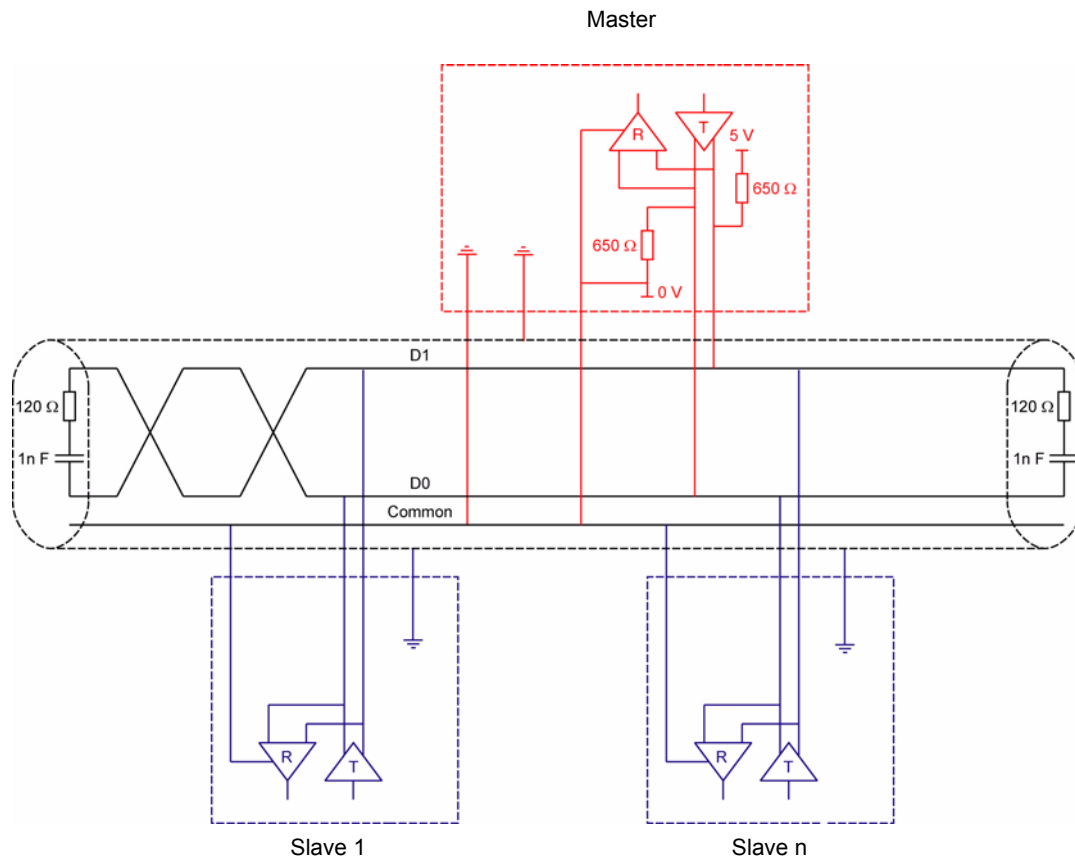 Master
R
T
5 V
650 Ω
650 Ω
0 V
D1
120 Ω
1n F
120 Ω
1n F
D0
Common
R
T
R
T
Slave 1
Slave n